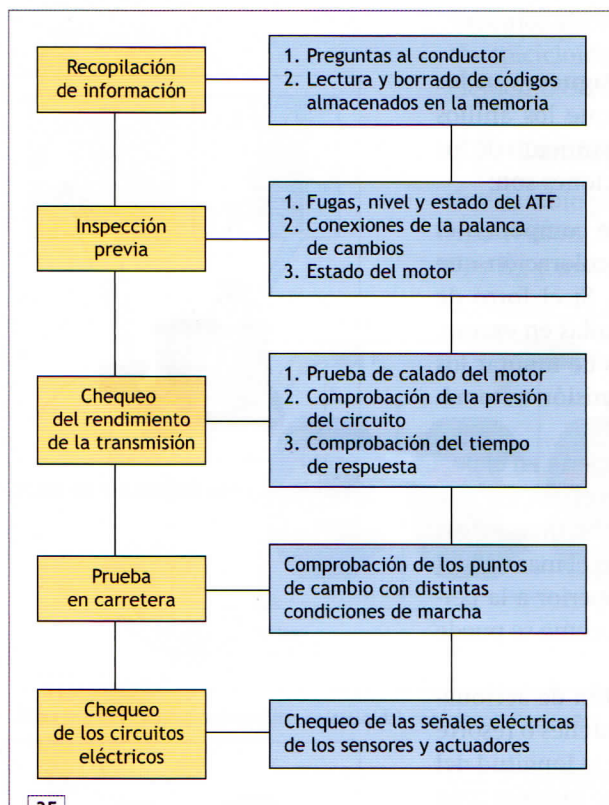 Recopilación
de información
1. Preguntas al conductor
2. Lectura y borrado de códigos
almacenados en la memoria
Inspección
previa
1. Fugas, nivel y estado del ATF
2. Conexiones de la palanca
de cambios
3. Estado del motor
Chequeo
del rendimiento
de la transmisión
1. Prueba de calado del motor
2. Comprobación de la presión
del circuito
3. Comprobación del tiempo
de respuesta
Prueba
en carretera
Comprobación de los puntos
de cambio con distintas
condiciones de marcha
Chequeo
de los circuitos
eléctricos
Chequeo de las señales eléctricas
de los sensores y actuadores